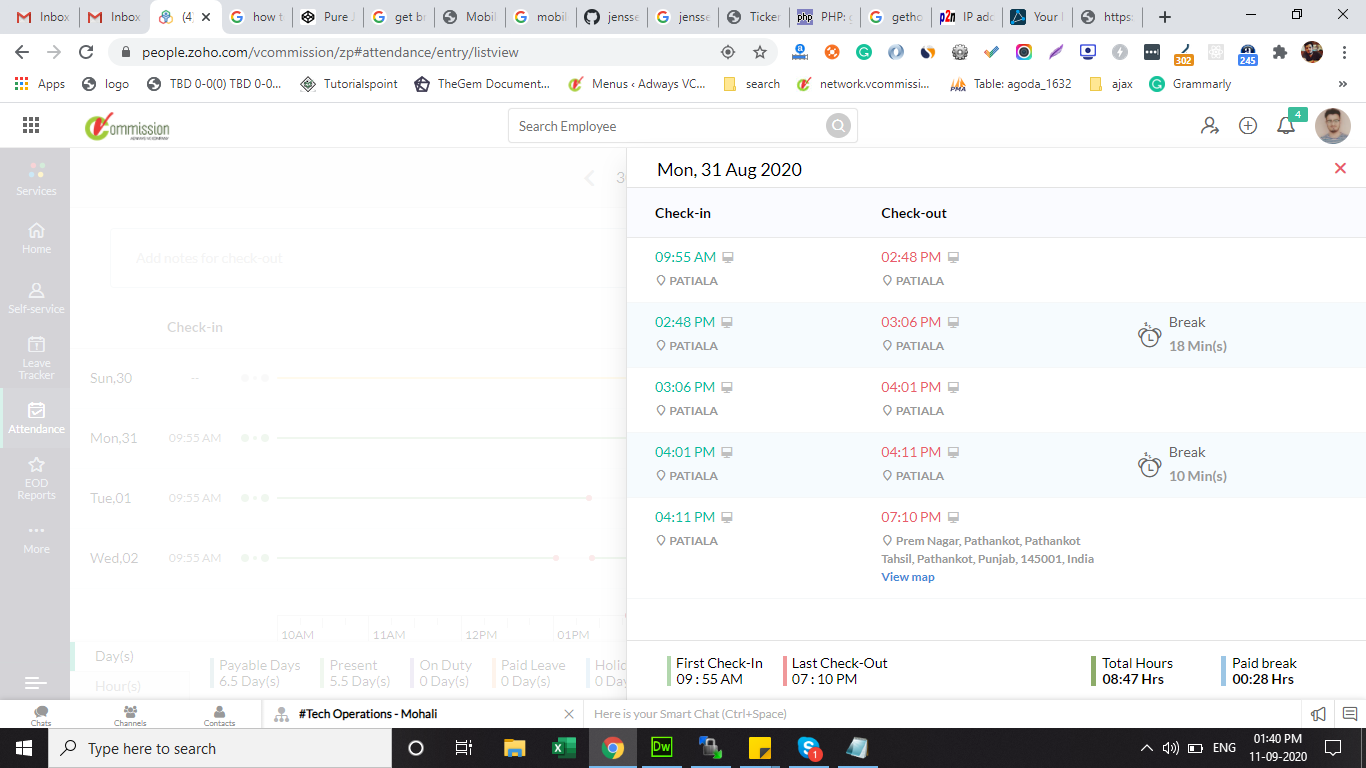 Inbox
Inbox
(4)
how t
Pure J
get br
Mobil
mobil
jensse
jensse
Ticker
PHP: g
getho
IP add
Your I
https:
people.zoho.com/vcommission/zp#attendance/entry/listview
302
245
Apps
logo
TBD 0-0(0) TBD 0-0...
Tutorialspoint
TheGem Document...
Menus ‹ Adways VC...
search
network.vcommissi...
Table: agoda_1632
ajax
Grammarly
»
Commission
Search Employee
4
Services
Home
Self-service
Leave
Tracker
Attendance
EOD
Reports
More
3
Add notes for check-out
Check-in
Sun,30
--
Mon,31 09:55 AM
Tue,01 09:55 AM
Wed,02 09:55 AM
10AM 11AM 12PM 01PM
Day(s)
Hour(s)
Payable Days
6.5 Day(s)
Present
5.5 Day(s)
On Duty
0 Day(s)
Paid Leave
0 Day(s)
Holid
0 Day
Mon, 31 Aug 2020
Check-in Check-out
09:55 AM 02:48 PM
PATIALA PATIALA
02:48 PM 03:06 PM Break
PATIALA PATIALA 18 Min(s)
03:06 PM 04:01 PM
PATIALA PATIALA
04:01 PM 04:11 PM Break
PATIALA PATIALA 10 Min(s)
04:11 PM 07:10 PM
PATIALA Prem Nagar, Pathankot, Pathankot
Tahsil, Pathankot, Punjab, 145001, India
View map
First Check-In Last Check-Out Total Hours Paid break
09 : 55 AM 07 : 10 PM 08:47 Hrs 00:28 Hrs
Chats
Channels
Contacts
#Tech Operations - Mohali
Here is your Smart Chat (Ctrl+Space)
Type here to search
Dw
1
ENG
01:40 PM
11-09-2020